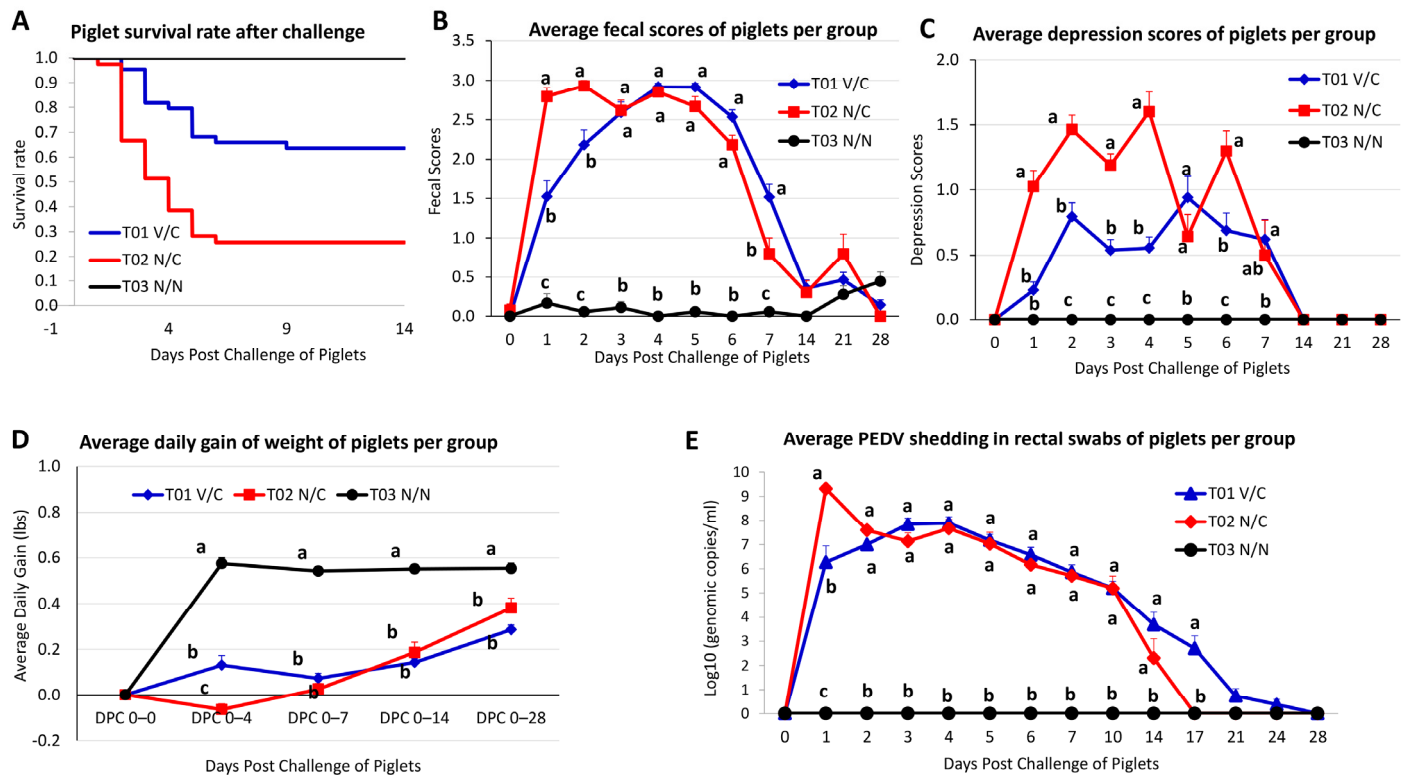 A
Piglet survival rate after challenge
1.0
0.9
0.8
0.7
0.6
0.5
0.4
0.3
0.2
0.1
0.0
Survival rate
T01 V/C
T02 N/C
T03 N/N
-1 4 9 14
Days Post Challenge of Piglets
B
Average fecal scores of piglets per group
3.5
3.0
2.5
2.0
1.5
1.0
0.5
0.0
Fecal Scores
T01 V/C
T02 N/C
T03 N/N
a a a a a a
a a a a a
b b b
c c b b b b c
0 1 2 3 4 5 6 7 14 21 28
Days Post Challenge of Piglets
C
Average depression scores of piglets per group
2.0
1.5
1.0
0.5
0.0
Depression Scores
T01 V/C
T02 N/C
T03 N/N
a a a a a a a
b b b b a b ab
b c c c b c b
0 1 2 3 4 5 6 7 14 21 28
Days Post Challenge of Piglets
D
Average daily gain of weight of piglets per group
1.0
0.8
0.6
0.4
0.2
0.0
-0.2
Average Daily Gain (lbs)
T01 V/C T02 N/C T03 N/N
a a a a
b b b b
c b b b
DPC 0–0 DPC 0–4 DPC 0–7 DPC 0–14 DPC 0–28
Days Post Challenge of Piglets
E
Average PEDV shedding in rectal swabs of piglets per group
10
9
8
7
6
5
4
3
2
1
0
Log10 (genomic copies/ml)
T01 V/C
T02 N/C
T03 N/N
a a a a a a a a a a
b a a a a a a a a
c b b b b b b b b b
0 1 2 3 4 5 6 7 10 14 17 21 24 28
Days Post Challenge of Piglets